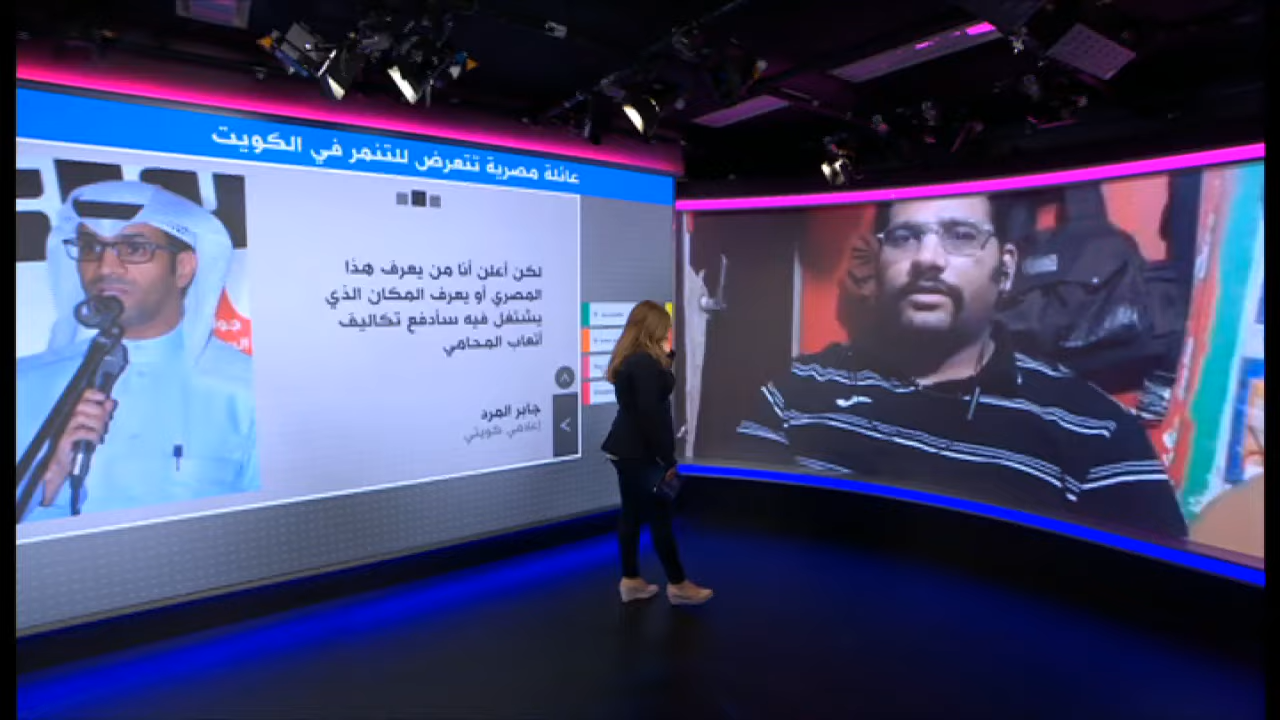 عائلة مصرية تتعرض للتنمر في الكويت
لكن أعلن أنا من يعرف هذا
المصري أو يعرف المكان الذي
يشتغل فيه سأدفع تكاليف
أتعاب المحامي
جابر المرد
إعلامي كويتي